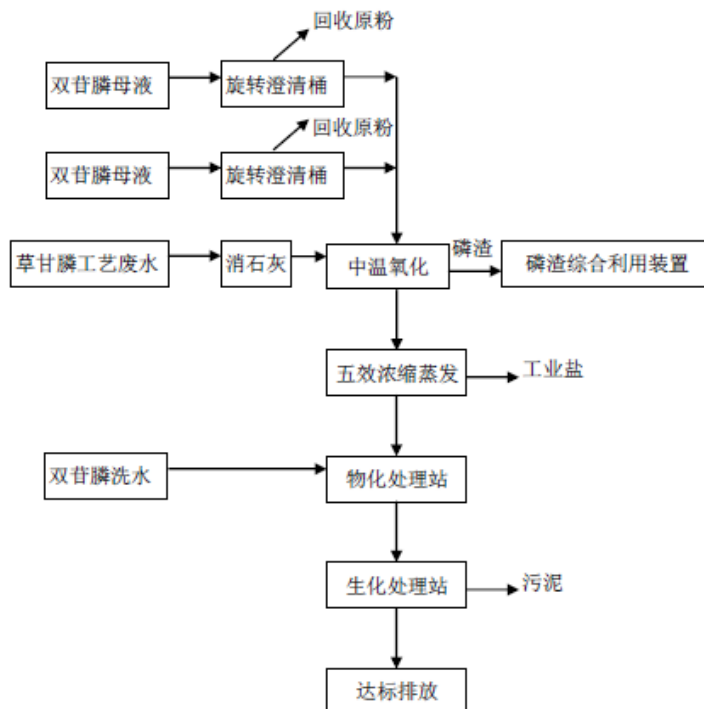 回收原粉
双苷膦母液
旋转澄清桶
回收原粉
双苷膦母液
旋转澄清桶
草甘膦工艺废水
消石灰
中温氧化
磷渣
磷渣综合利用装置
五效浓缩蒸发
工业盐
双苷膦洗水
物化处理站
生化处理站
污泥
达标排放